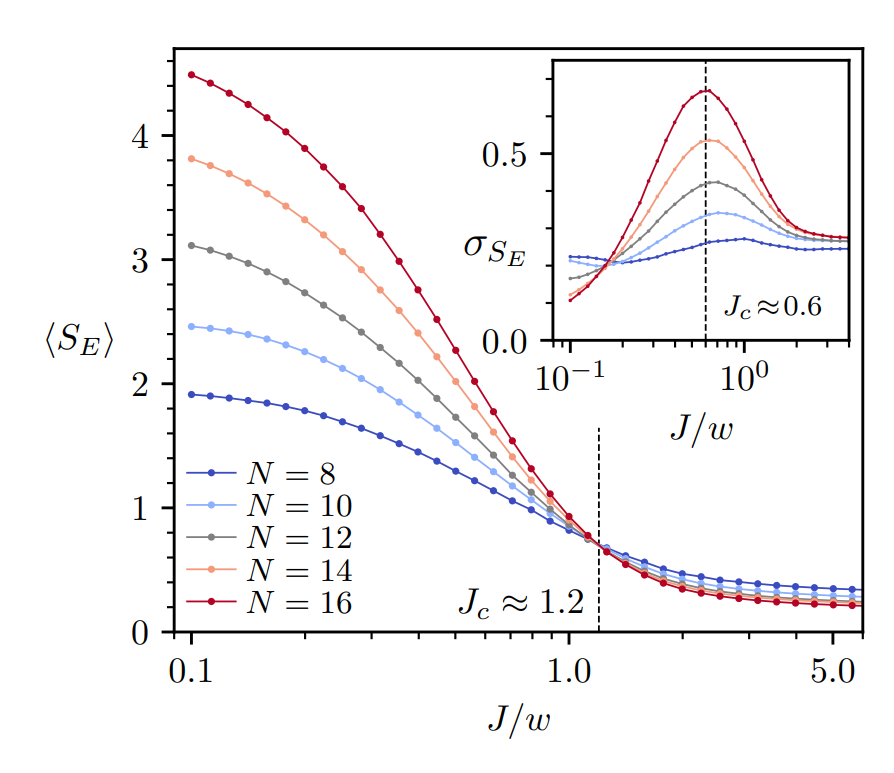 4
3
2
1
0
⟨S_E⟩
0.1
1.0
5.0
J/w
N = 8
N = 10
N = 12
N = 14
N = 16
J_c ≈ 1.2
0.5
0.0
σ_{S_E}
10^{−1}
10^{0}
J/w
J_c ≈ 0.6